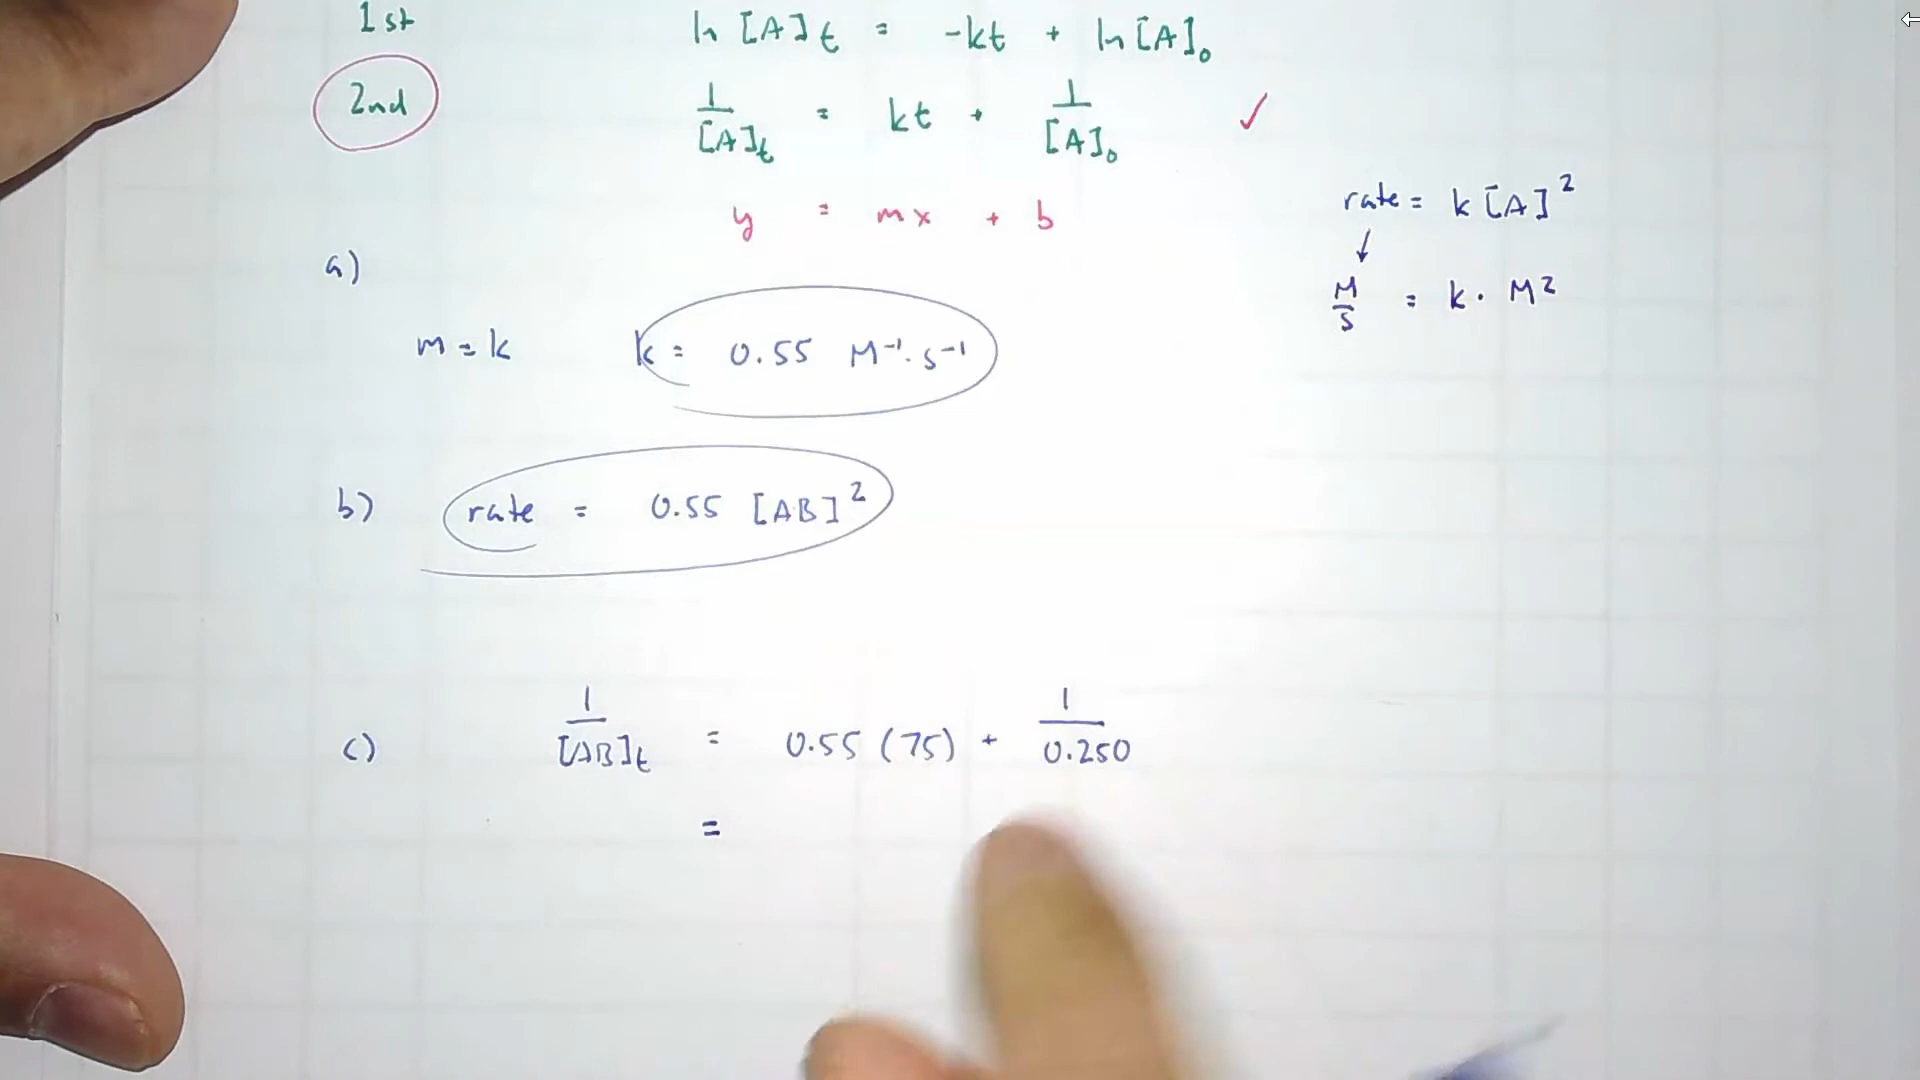 1st ln [A]t = -kt + ln[A]₀
2nd 1/[A]t = kt + 1/[A]₀ ✓
y = mx + b
rate = k[A]²
↓
M/s = k · M²
a)
m = k k = 0.55 M⁻¹·s⁻¹
b) rate = 0.55 [AB]²
c) 1/[AB]t = 0.55 (75) + 1/0.250
=